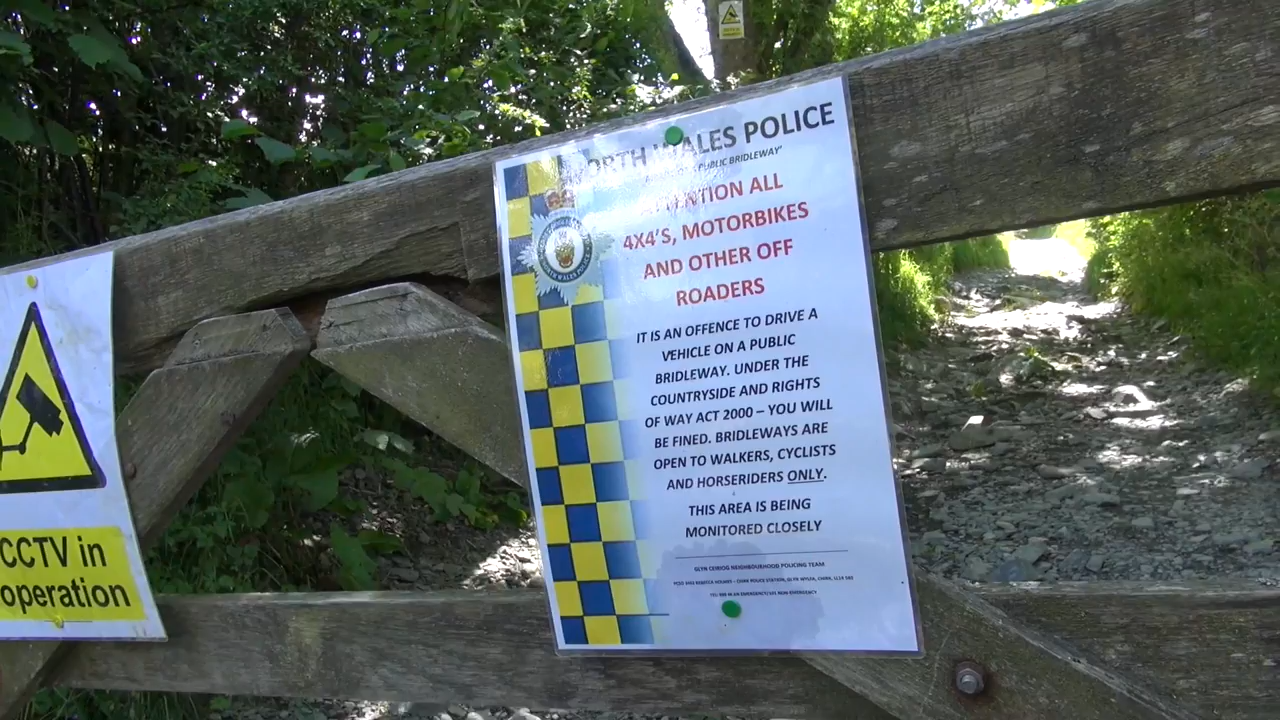 NORTH WALES POLICE
PUBLIC BRIDLEWAY'
ATTENTION ALL
4X4'S, MOTORBIKES
AND OTHER OFF
ROADERS
IT IS AN OFFENCE TO DRIVE A
VEHICLE ON A PUBLIC
BRIDLEWAY. UNDER THE
COUNTRYSIDE AND RIGHTS
OF WAY ACT 2000 – YOU WILL
BE FINED. BRIDLEWAYS ARE
OPEN TO WALKERS, CYCLISTS
AND HORSERIDERS ONLY.
THIS AREA IS BEING
MONITORED CLOSELY
GLYN CEIRIOG NEIGHBOURHOOD POLICING TEAM
NORTH WALES POLICE
CCTV in
operation